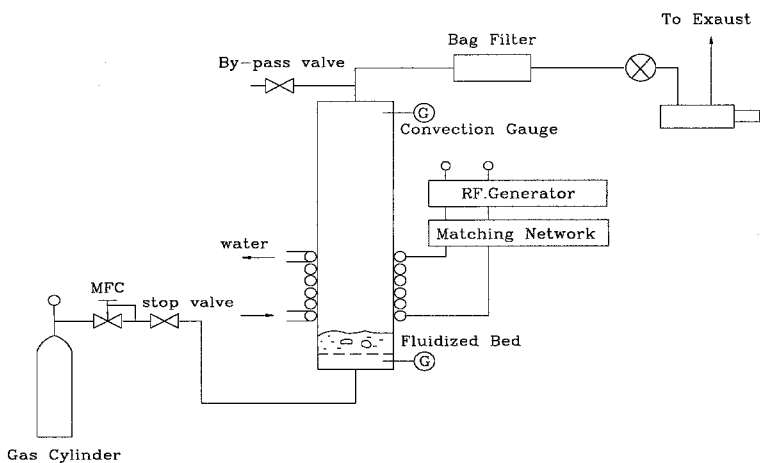 To Exaust
Bag Filter
By-pass valve
G
Convection Gauge
RF.Generator
Matching Network
water
MFC
stop valve
Fluidized Bed
G
Gas Cylinder